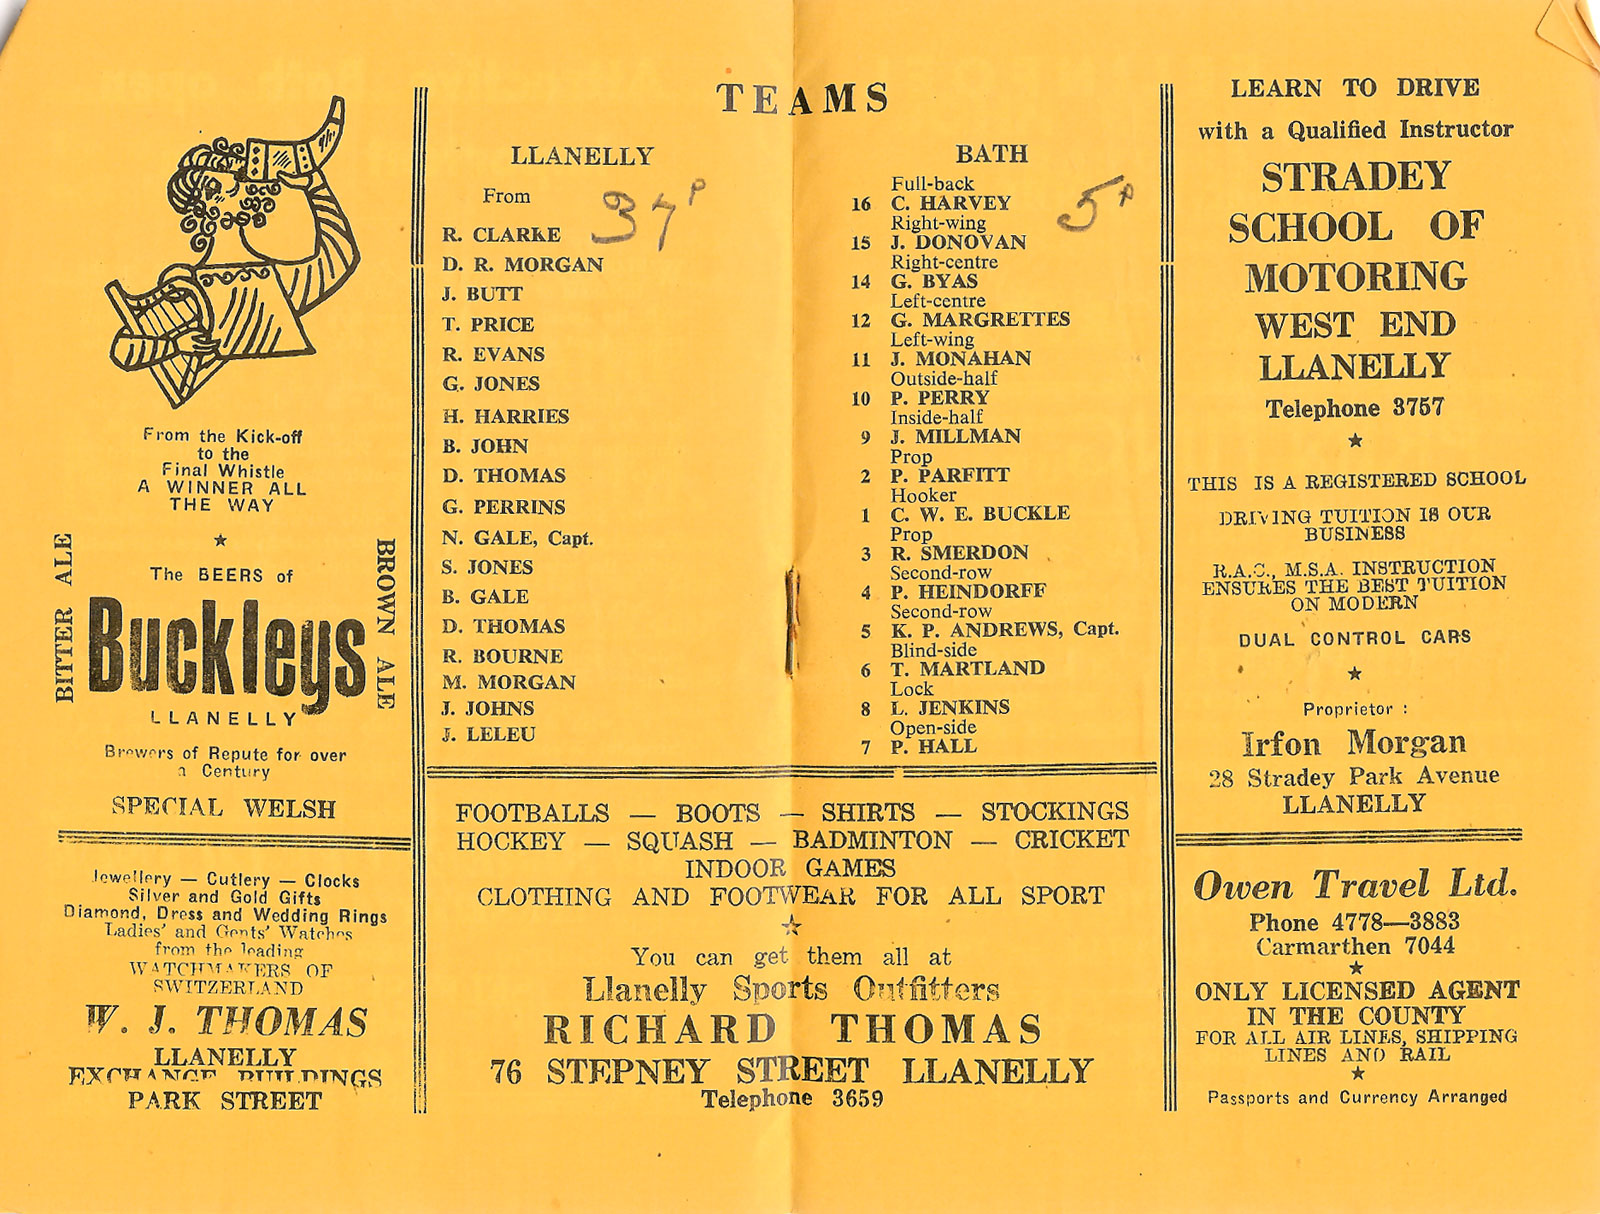 TEAMS
From the Kick-off
to the
Final Whistle
A WINNER ALL
THE WAY
BITTER ALE
The BEERS of
Buckleys
LLANELLY
BROWN ALE
Brewers of Repute for over
a Century
SPECIAL WELSH
Jewellery — Cutlery — Clocks
Silver and Gold Gifts
Diamond, Dress and Wedding Rings
Ladies' and Gents' Watches
from the leading
WATCHMAKERS OF
SWITZERLAND
W. J. THOMAS
LLANELLY
EXCHANGE BUILDINGS
PARK STREET
LLANELLY
From
37 P
R. CLARKE
D. R. MORGAN
J. BUTT
T. PRICE
R. EVANS
G. JONES
H. HARRIES
B. JOHN
D. THOMAS
G. PERRINS
N. GALE, Capt.
S. JONES
B. GALE
D. THOMAS
R. BOURNE
M. MORGAN
J. JOHNS
J. LELEU
BATH
5 P
Full-back
16 C. HARVEY
Right-wing
15 J. DONOVAN
Right-centre
14 G. BYAS
Left-centre
12 G. MARGRETTES
Left-wing
11 J. MONAHAN
Outside-half
10 P. PERRY
Inside-half
9 J. MILLMAN
Prop
2 P. PARFITT
Hooker
1 C. W. E. BUCKLE
Prop
3 R. SMERDON
Second-row
4 P. HEINDORFF
Second-row
5 K. P. ANDREWS, Capt.
Blind-side
6 T. MARTLAND
Lock
8 L. JENKINS
Open-side
7 P. HALL
FOOTBALLS — BOOTS — SHIRTS — STOCKINGS
HOCKEY — SQUASH — BADMINTON — CRICKET
INDOOR GAMES
CLOTHING AND FOOTWEAR FOR ALL SPORT
You can get them all at
Llanelly Sports Outfitters
RICHARD THOMAS
76 STEPNEY STREET LLANELLY
Telephone 3659
LEARN TO DRIVE
with a Qualified Instructor
STRADEY
SCHOOL OF
MOTORING
WEST END
LLANELLY
Telephone 3757
THIS IS A REGISTERED SCHOOL
DRIVING TUITION IS OUR
BUSINESS
R.A.C., M.S.A. INSTRUCTION
ENSURES THE BEST TUITION
ON MODERN
DUAL CONTROL CARS
Proprietor :
Irfon Morgan
28 Stradey Park Avenue
LLANELLY
Owen Travel Ltd.
Phone 4778—3883
Carmarthen 7044
ONLY LICENSED AGENT
IN THE COUNTY
FOR ALL AIR LINES, SHIPPING
LINES AND RAIL
Passports and Currency Arranged